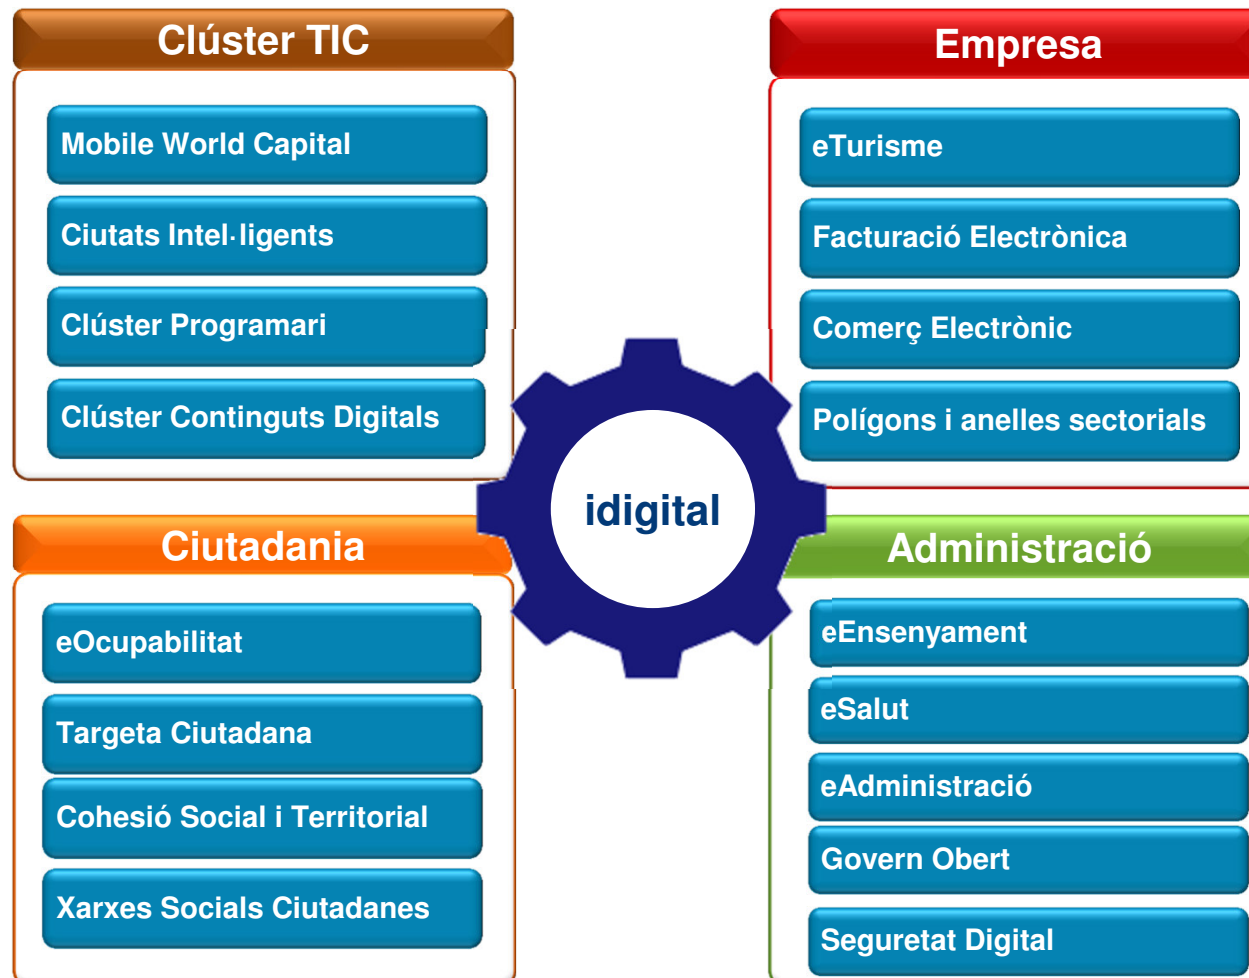 Clúster TIC
Mobile World Capital
Ciutats Intel·ligents
Clúster Programari
Clúster Continguts Digitals
Empresa
eTurisme
Facturació Electrònica
Comerç Electrònic
Polígons i anelles sectorials
idigital
Ciutadania
eOcupabilitat
Targeta Ciutadana
Cohesió Social i Territorial
Xarxes Socials Ciutadanes
Administració
eEnsenyament
eSalut
eAdministració
Govern Obert
Seguretat Digital